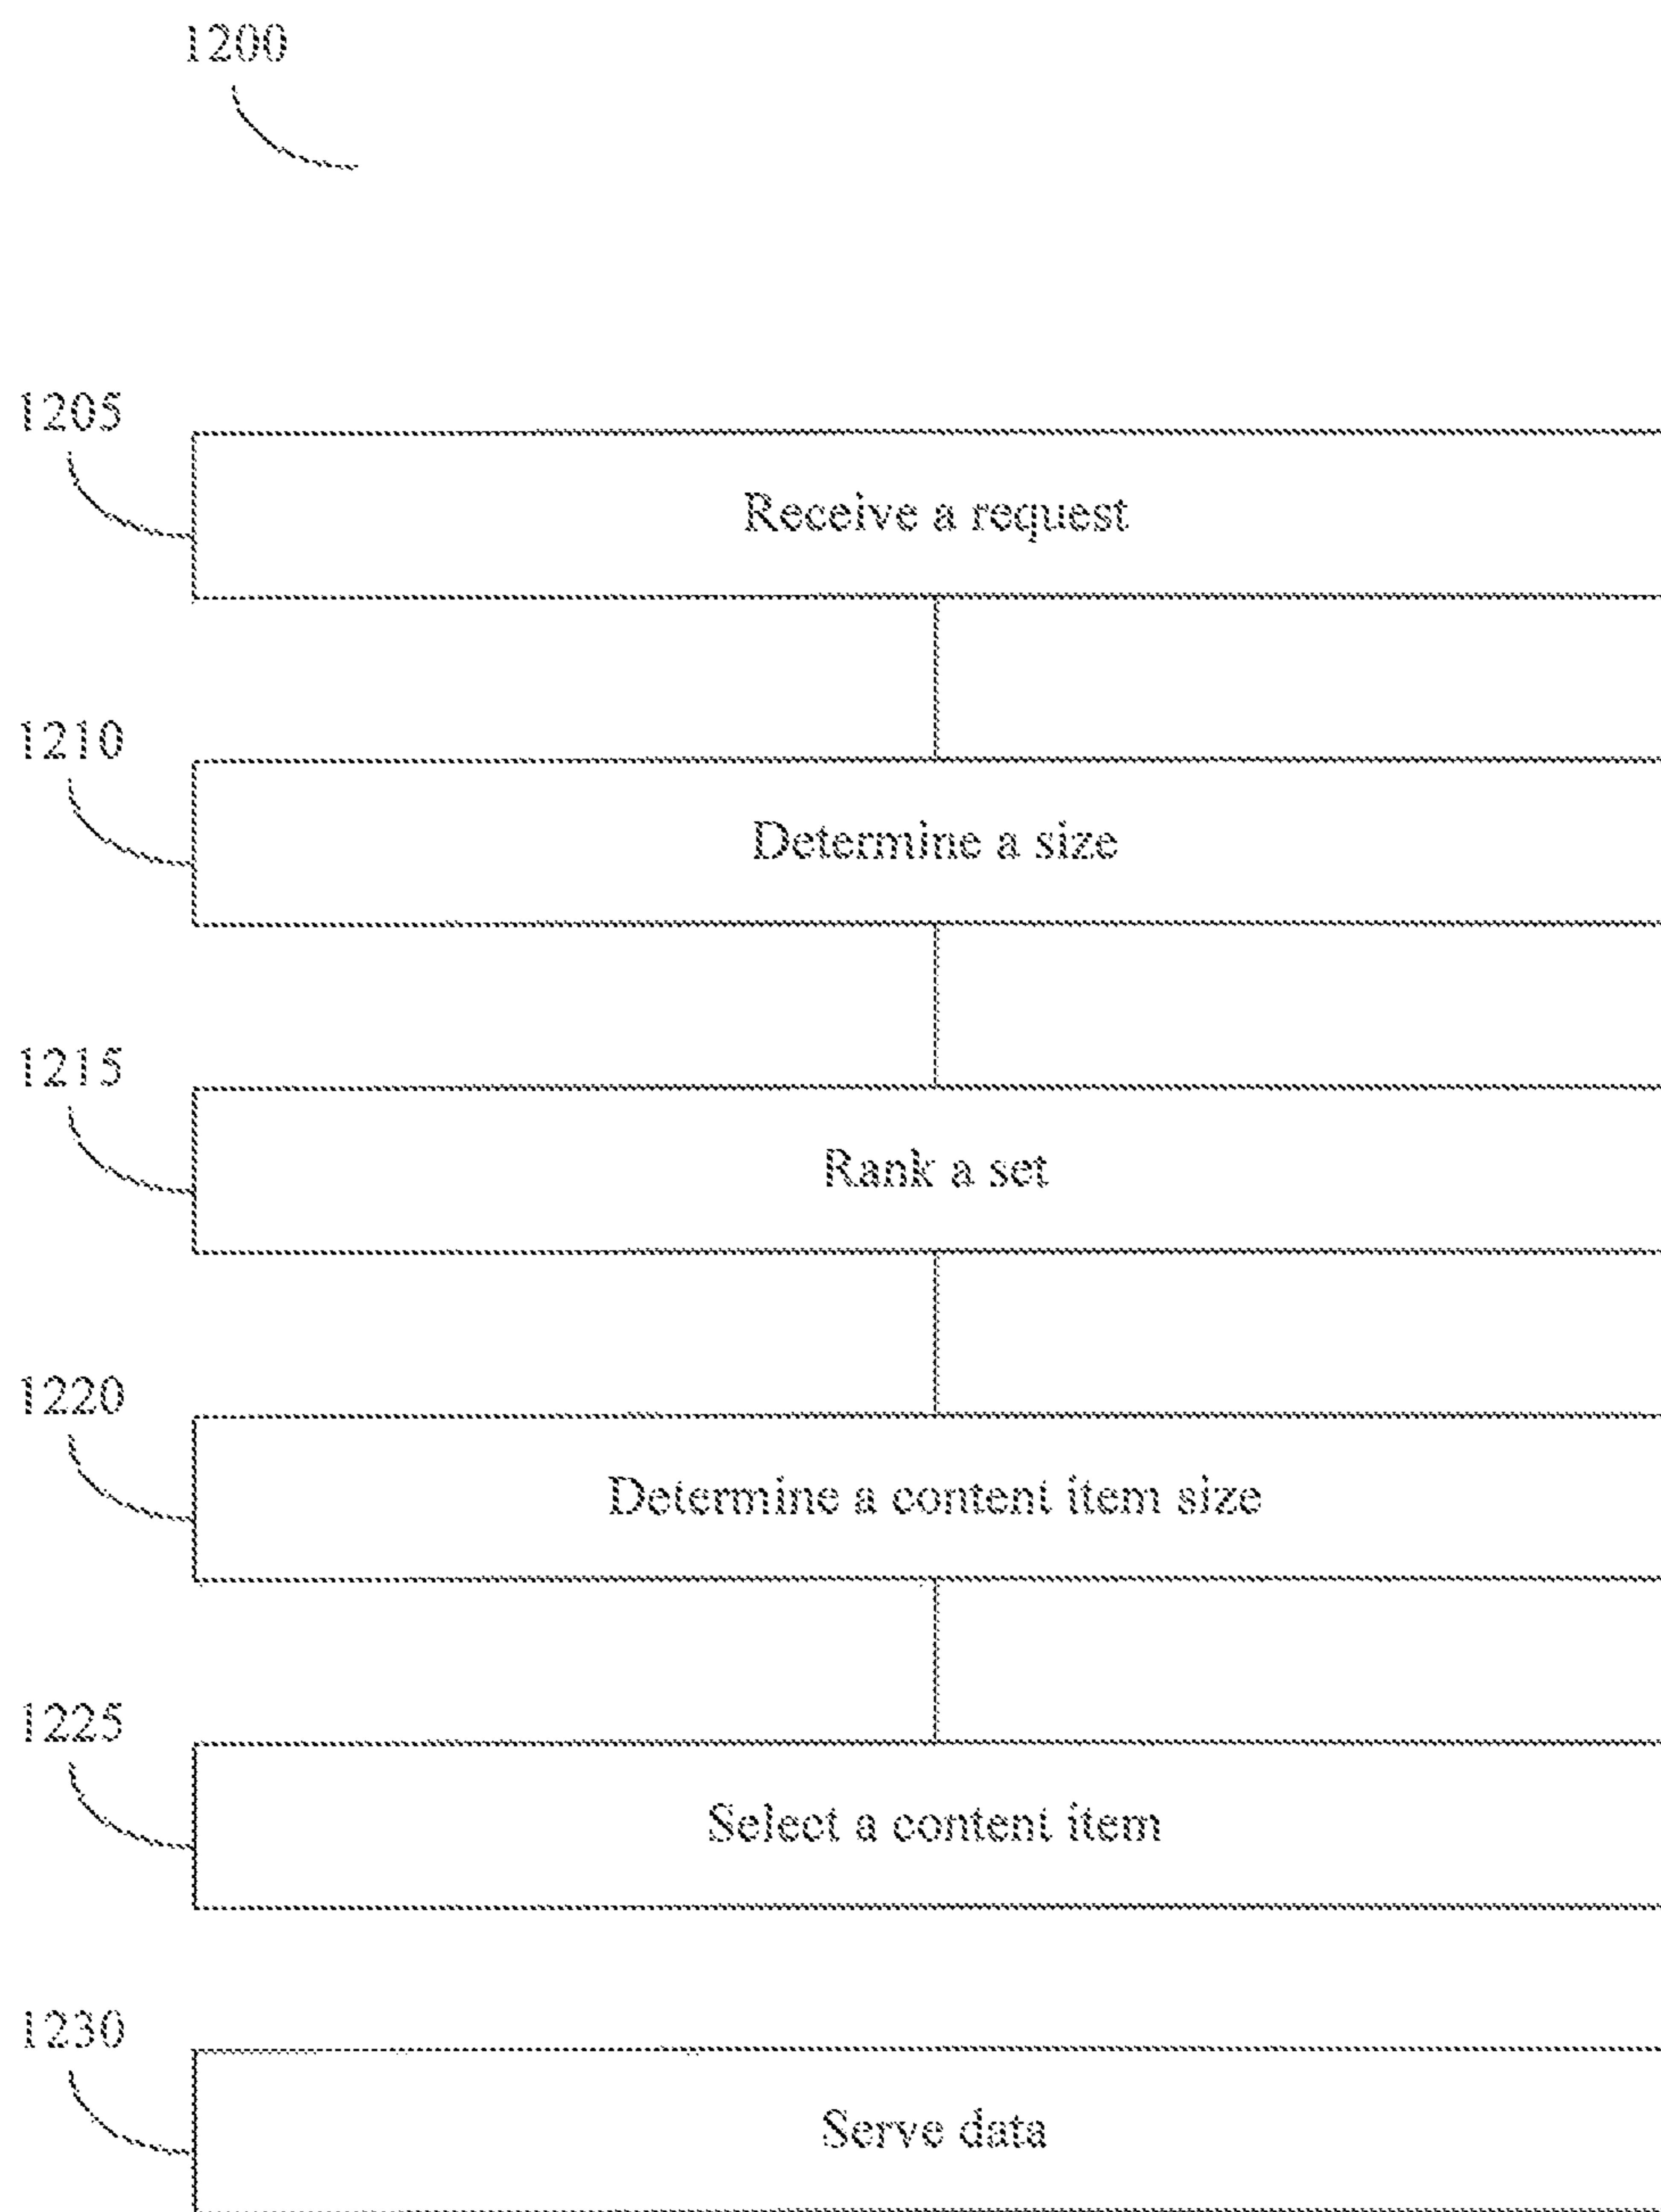 1200
1205
Receive a request
1210
Determine a size
1215
Rank a set
1220
Determine a content item size
1225
Select a content item
1230
Serve data